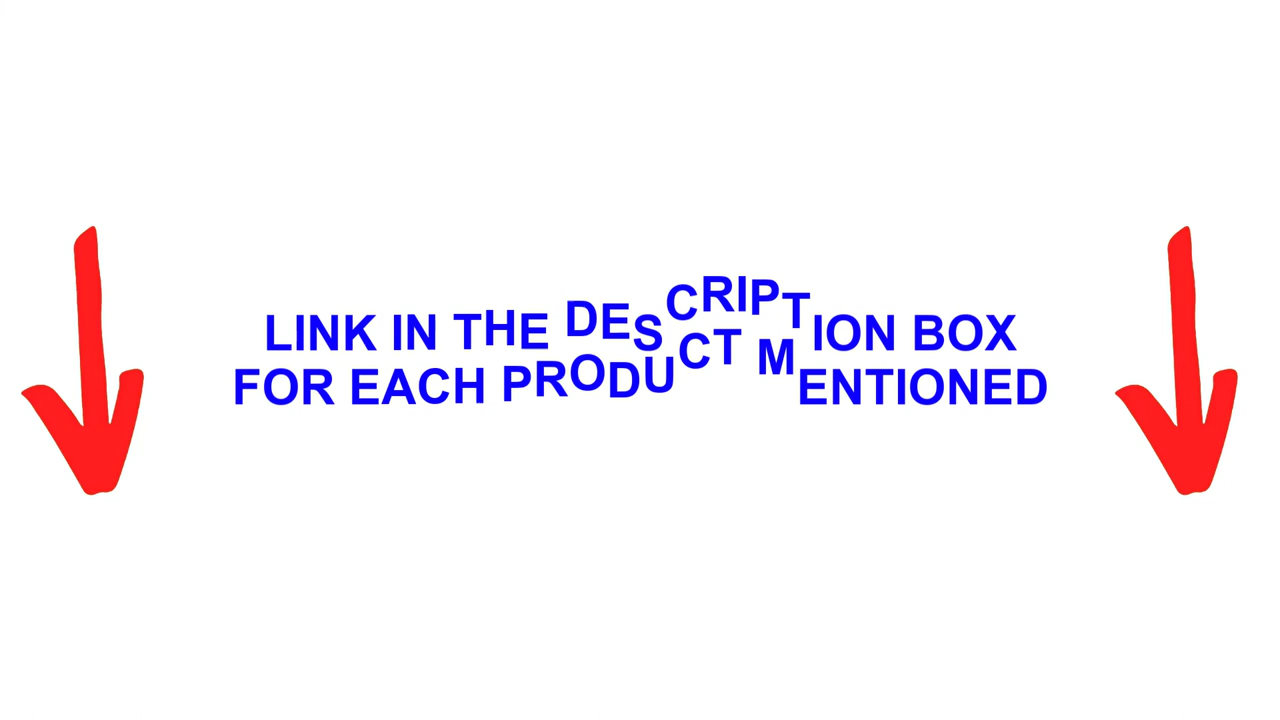 LINK IN THE DESCRIPTION BOX
FOR EACH PRODUCT MENTIONED